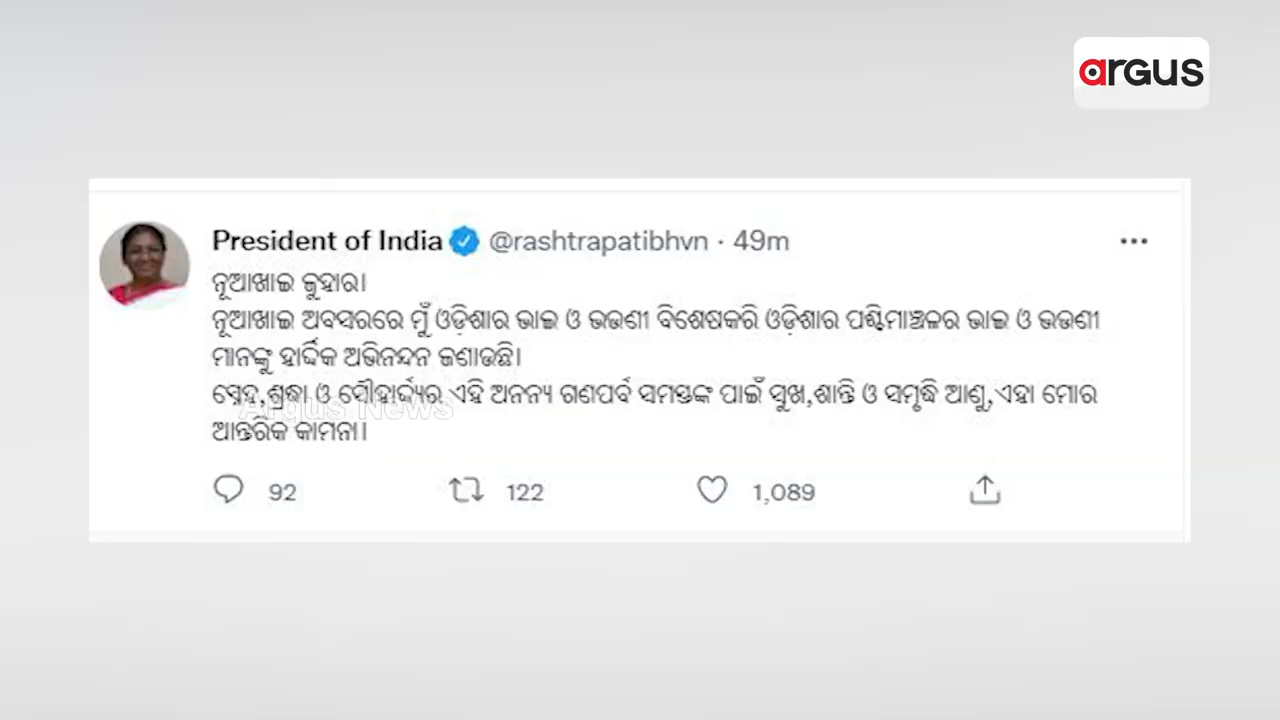 argus
President of India @rashtrapatibhvn · 49m
ନୂଆଖାଇ ଜୁହାର।
ନୂଆଖାଇ ଅବସରରେ ମୁଁ ଓଡ଼ିଶାର ଭାଇ ଓ ଭଉଣୀ ବିଶେଷକରି ଓଡ଼ିଶାର ପଶ୍ଚିମାଞ୍ଚଳର ଭାଇ ଓ ଭଉଣୀ
ମାନଙ୍କୁ ହାର୍ଦ୍ଦିକ ଅଭିନନ୍ଦନ ଜଣାଉଛି।
ସ୍ନେହ,ଶ୍ରଦ୍ଧା ଓ ସୌହାର୍ଦ୍ଦ୍ୟର ଏହି ଅନନ୍ୟ ଗଣପର୍ବ ସମସ୍ତଙ୍କ ପାଇଁ ସୁଖ,ଶାନ୍ତି ଓ ସମୃଦ୍ଧି ଆଣୁ,ଏହା ମୋର
Argus News
ଆନ୍ତରିକ କାମନା।
92 122 1,089